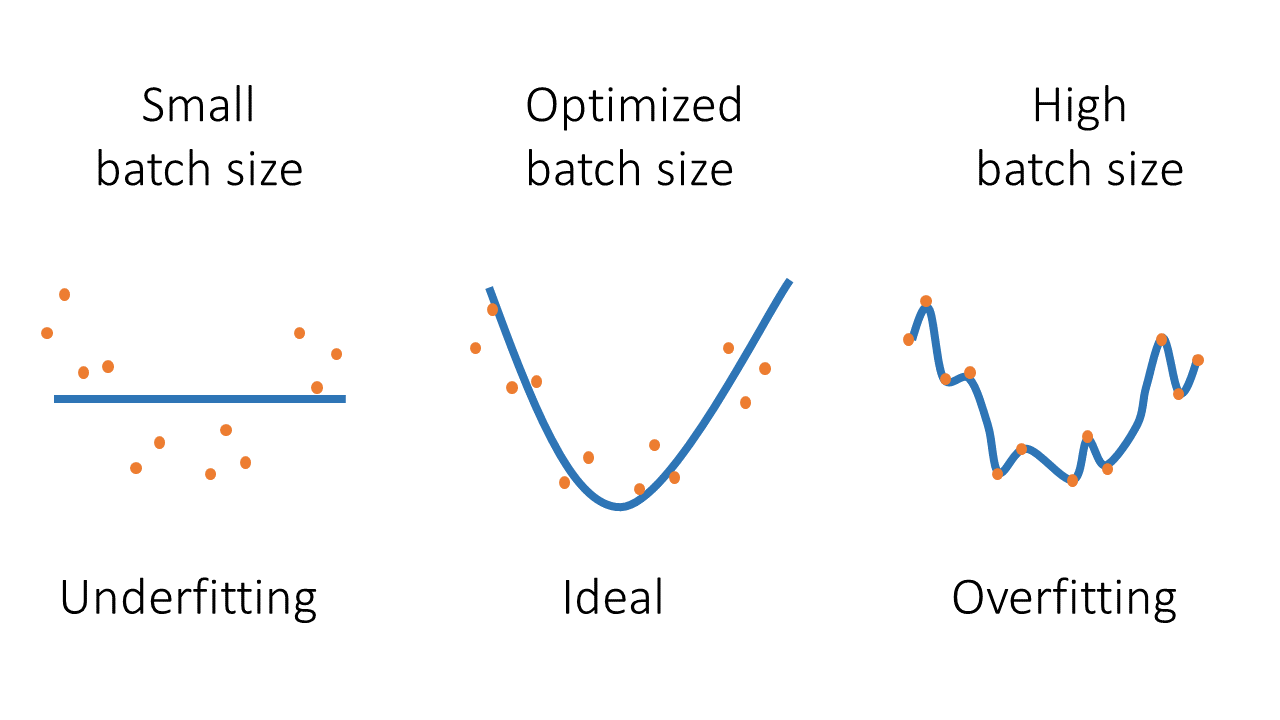 Small
batch size
Optimized
batch size
High
batch size
Underfitting
Ideal
Overfitting